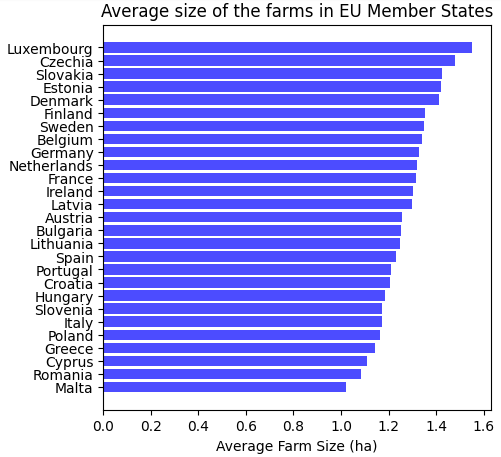 Average size of the farms in EU Member States
Luxembourg
Czechia
Slovakia
Estonia
Denmark
Finland
Sweden
Belgium
Germany
Netherlands
France
Ireland
Latvia
Austria
Bulgaria
Lithuania
Spain
Portugal
Croatia
Hungary
Slovenia
Italy
Poland
Greece
Cyprus
Romania
Malta
0.0 0.2 0.4 0.6 0.8 1.0 1.2 1.4 1.6
Average Farm Size (ha)